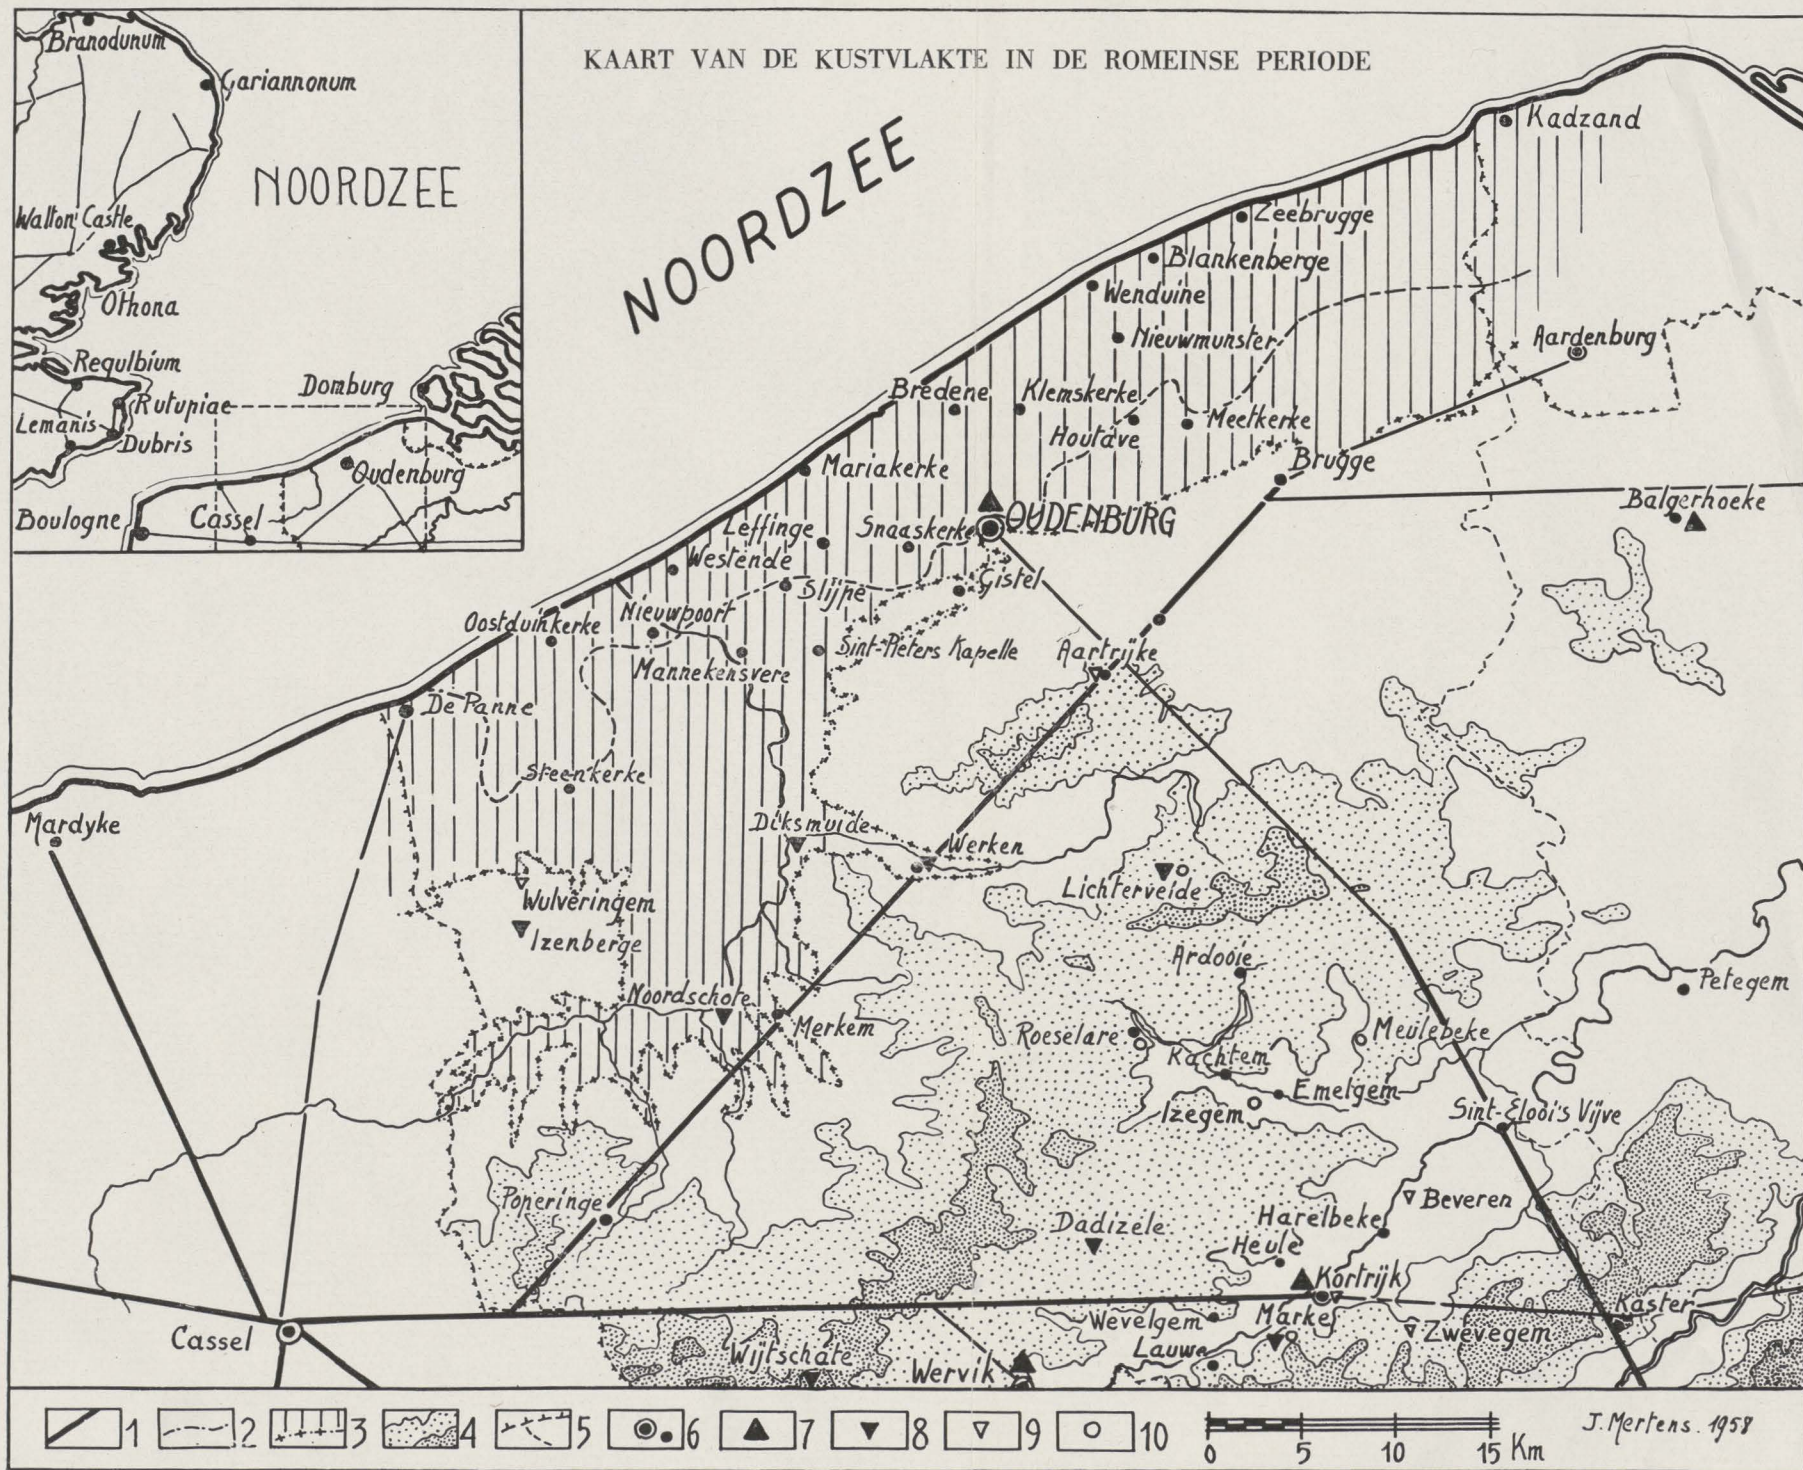 KAART VAN DE KUSTVLAKTE IN DE ROMEINSE PERIODE
Branodunum
Gariannonum
NOORDZEE
Walton Castle
Othona
Regulbium
Domburg
Rutupiae
Lemanis
Dubris
Oudenburg
Boulogne
Cassel
NOORDZEE
Kadzand
Zeebrugge
Blankenberge
Wenduine
Nieuwmunster
Aardenburg
Bredene
Klemskerke
Meetkerke
Houtave
Brugge
Mariakerke
Balgerhoeke
Leffinge
Snaaskerke
OUDENBURG
Westende
Slijpe
Gistel
Nieuwpoort
Oostduinkerke
Sint-Pieters Kapelle
Aartrijke
Mannekensvere
De Panne
Steenkerke
Mardyke
Diksmuide
Werken
Lichtervelde
Wulveringem
Izenberge
Ardooie
Petegem
Noordschote
Merkem
Roeselare
Meulebeke
Kachtem
Emelgem
Izegem
Sint-Elooi's Vijve
Poperinge
Beveren
Dadizele
Harelbeke
Heule
Kortrijk
Kaster
Cassel
Wevelgem
Marke
Zwevegem
Wijtschate
Lauwe
Wervik
1 2 3 4 5 6 7 8 9 10
0 5 10 15 Km
J. Mertens. 1958